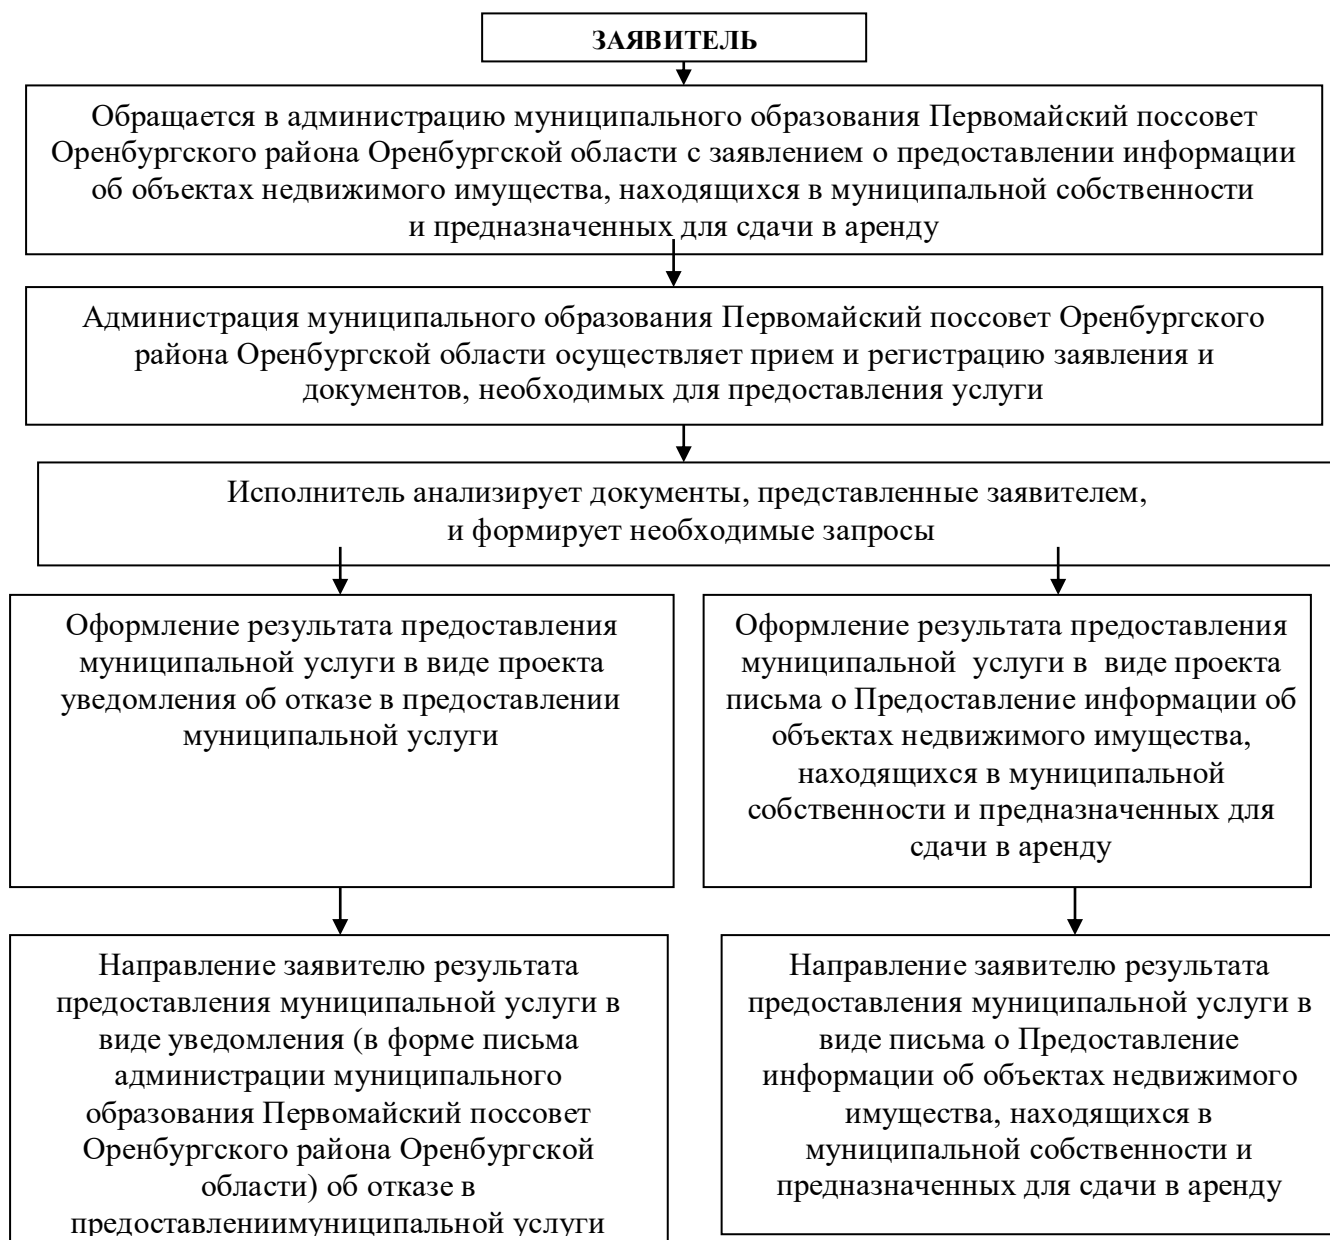 ЗАЯВИТЕЛЬ
Обращается в администрацию муниципального образования Первомайский поссовет
Оренбургского района Оренбургской области с заявлением о предоставлении информации
об объектах недвижимого имущества, находящихся в муниципальной собственности
и предназначенных для сдачи в аренду
Администрация муниципального образования Первомайский поссовет Оренбургского
района Оренбургской области осуществляет прием и регистрацию заявления и
документов, необходимых для предоставления услуги
Исполнитель анализирует документы, представленные заявителем,
и формирует необходимые запросы
Оформление результата предоставления
муниципальной услуги в виде проекта
уведомления об отказе в предоставлении
муниципальной услуги
Оформление результата предоставления
муниципальной услуги в виде проекта
письма о Предоставление информации об
объектах недвижимого имущества,
находящихся в муниципальной
собственности и предназначенных для
сдачи в аренду
Направление заявителю результата
предоставления муниципальной услуги в
виде уведомления (в форме письма
администрации муниципального
образования Первомайский поссовет
Оренбургского района Оренбургской
области) об отказе в
предоставлениимуниципальной услуги
Направление заявителю результата
предоставления муниципальной услуги в
виде письма о Предоставление
информации об объектах недвижимого
имущества, находящихся в
муниципальной собственности и
предназначенных для сдачи в аренду